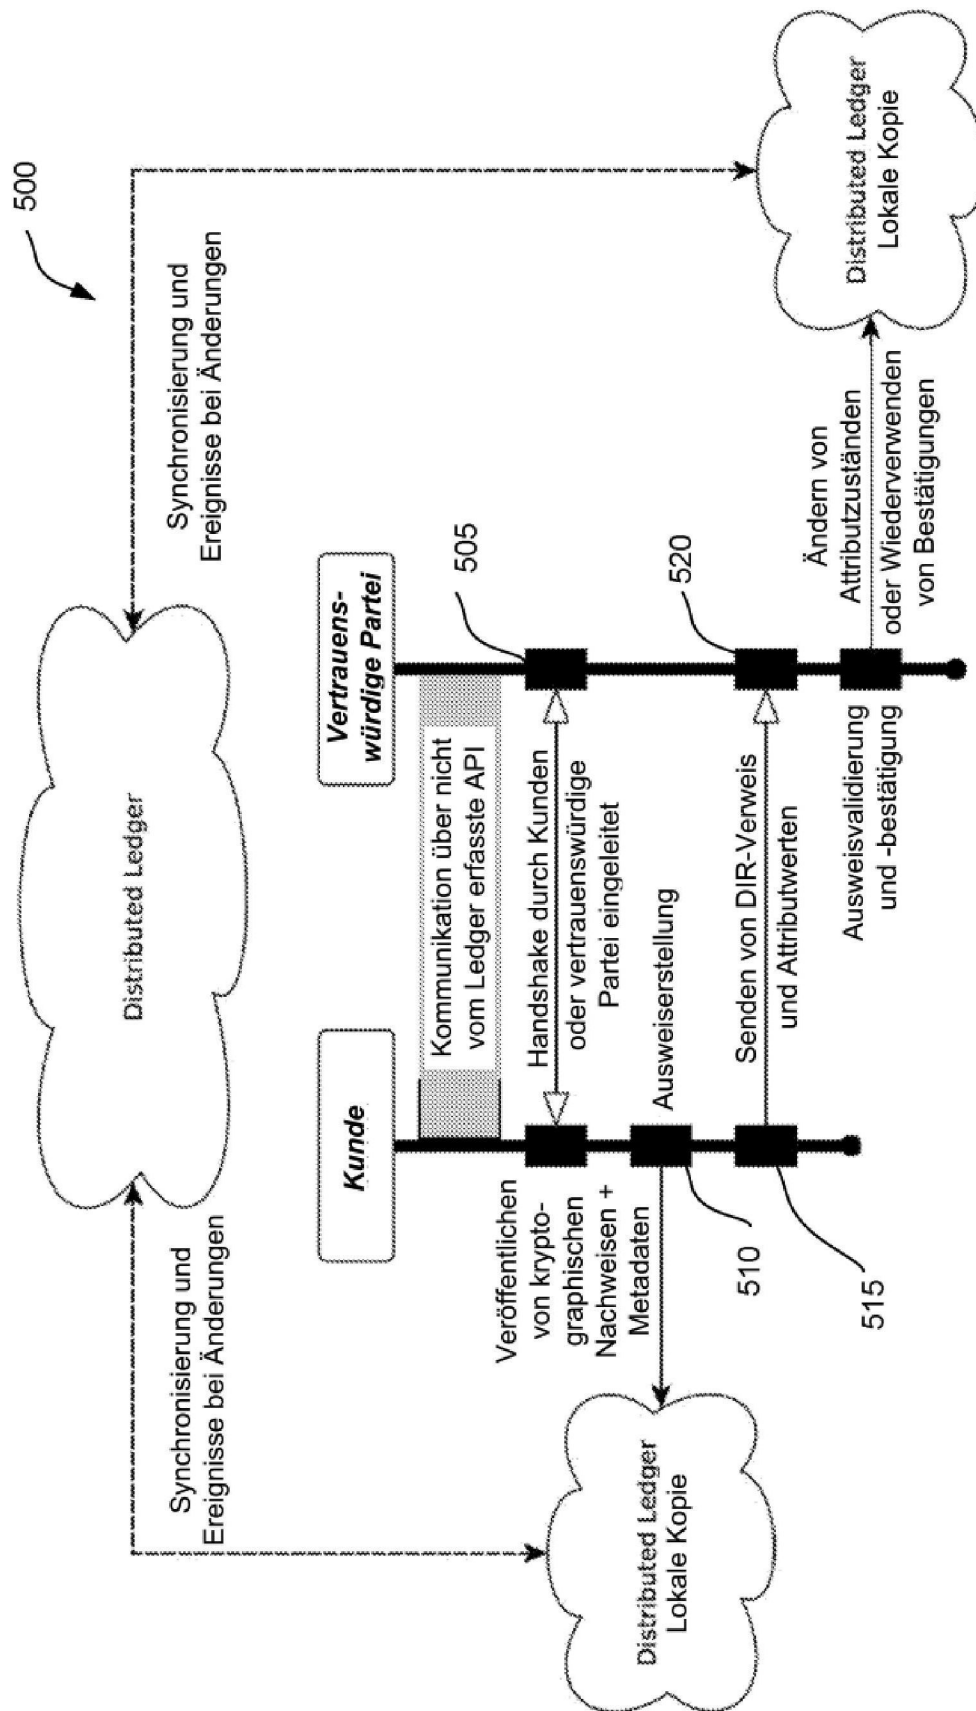 500
Distributed Ledger
Synchronisierung und
Ereignisse bei Änderungen
Synchronisierung und
Ereignisse bei Änderungen
Kunde
Vertrauens-
würdige Partei
Kommunikation über nicht
vom Ledger erfasste API
505
Handshake durch Kunden
oder vertrauenswürdige
Partei eingeleitet
Veröffentlichen
von krypto-
graphischen
Nachweisen +
Metadaten
Ausweiserstellung
510
520
Senden von DIR-Verweis
und Attributwerten
515
Ausweisvalidierung
und -bestätigung
Ändern von
Attributzuständen
oder Wiederverwenden
von Bestätigungen
Distributed Ledger
Lokale Kopie
Distributed Ledger
Lokale Kopie